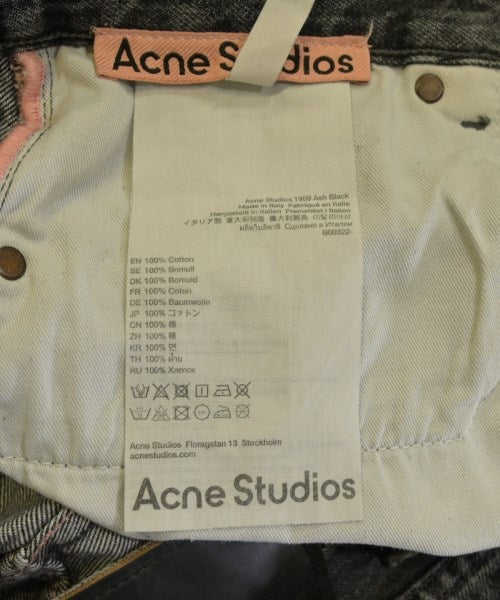 Acne Studios
Acne Studios 1989 Ash Black
Made in Italy Fabriqué en Italie
Hergestellt in Italien Framställt i Italien
イタリア製 意大利制造 義大利製造 이탈리아산
ผลิตในอิตาลี Сделано в Италии
B00322-
EN 100% Cotton
SE 100% Bomull
DK 100% Bomuld
FR 100% Coton
DE 100% Baumwolle
JP 100% コットン
CN 100% 棉
ZH 100% 棉
KR 100% 면
TH 100% ฝ้าย
RU 100% Хлопок
Acne Studios Floragatan 13 Stockholm
acnestudios.com
Acne Studios